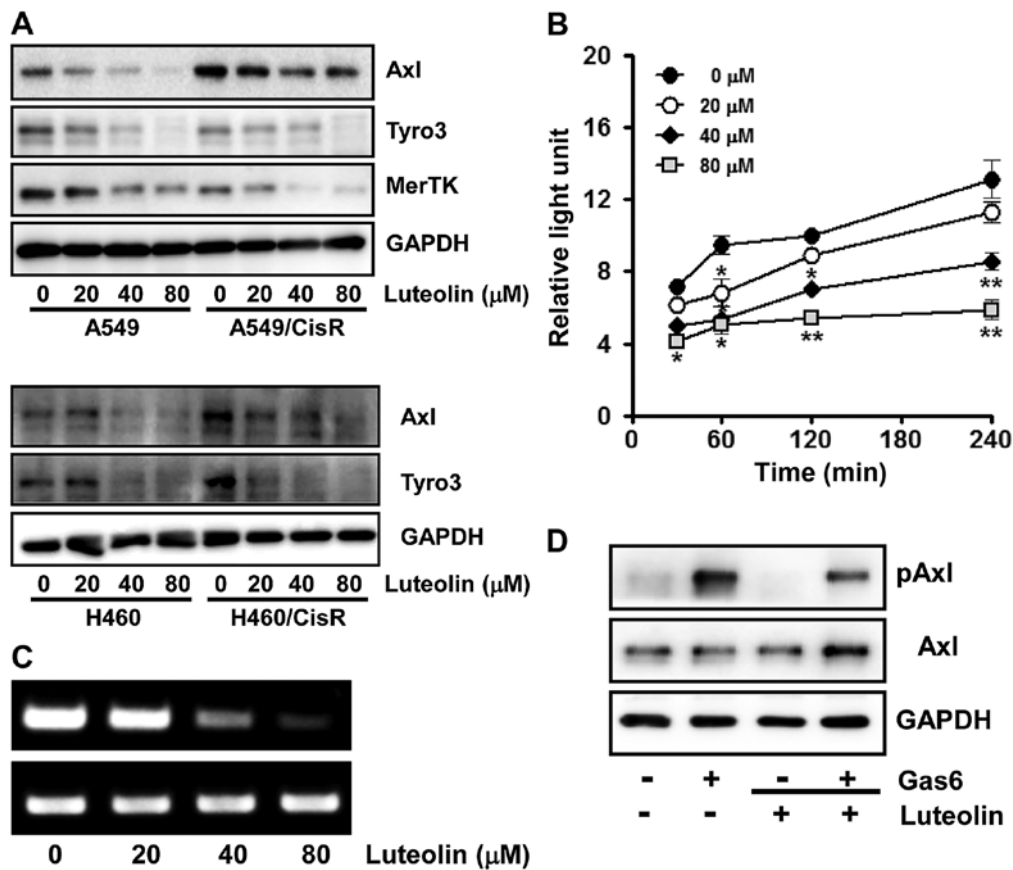 A
Axl
Tyro3
MerTK
GAPDH
0 20 40 80 0 20 40 80 Luteolin (μM)
A549 A549/CisR
Axl
Tyro3
GAPDH
0 20 40 80 0 20 40 80 Luteolin (μM)
H460 H460/CisR
B
20
16
12
8
4
0
Relative light unit
0 μM
20 μM
40 μM
80 μM
* * * * * ** ** **
0 60 120 180 240
Time (min)
C
0 20 40 80 Luteolin (μM)
D
pAxl
Axl
GAPDH
- + - + Gas6
- - + + Luteolin